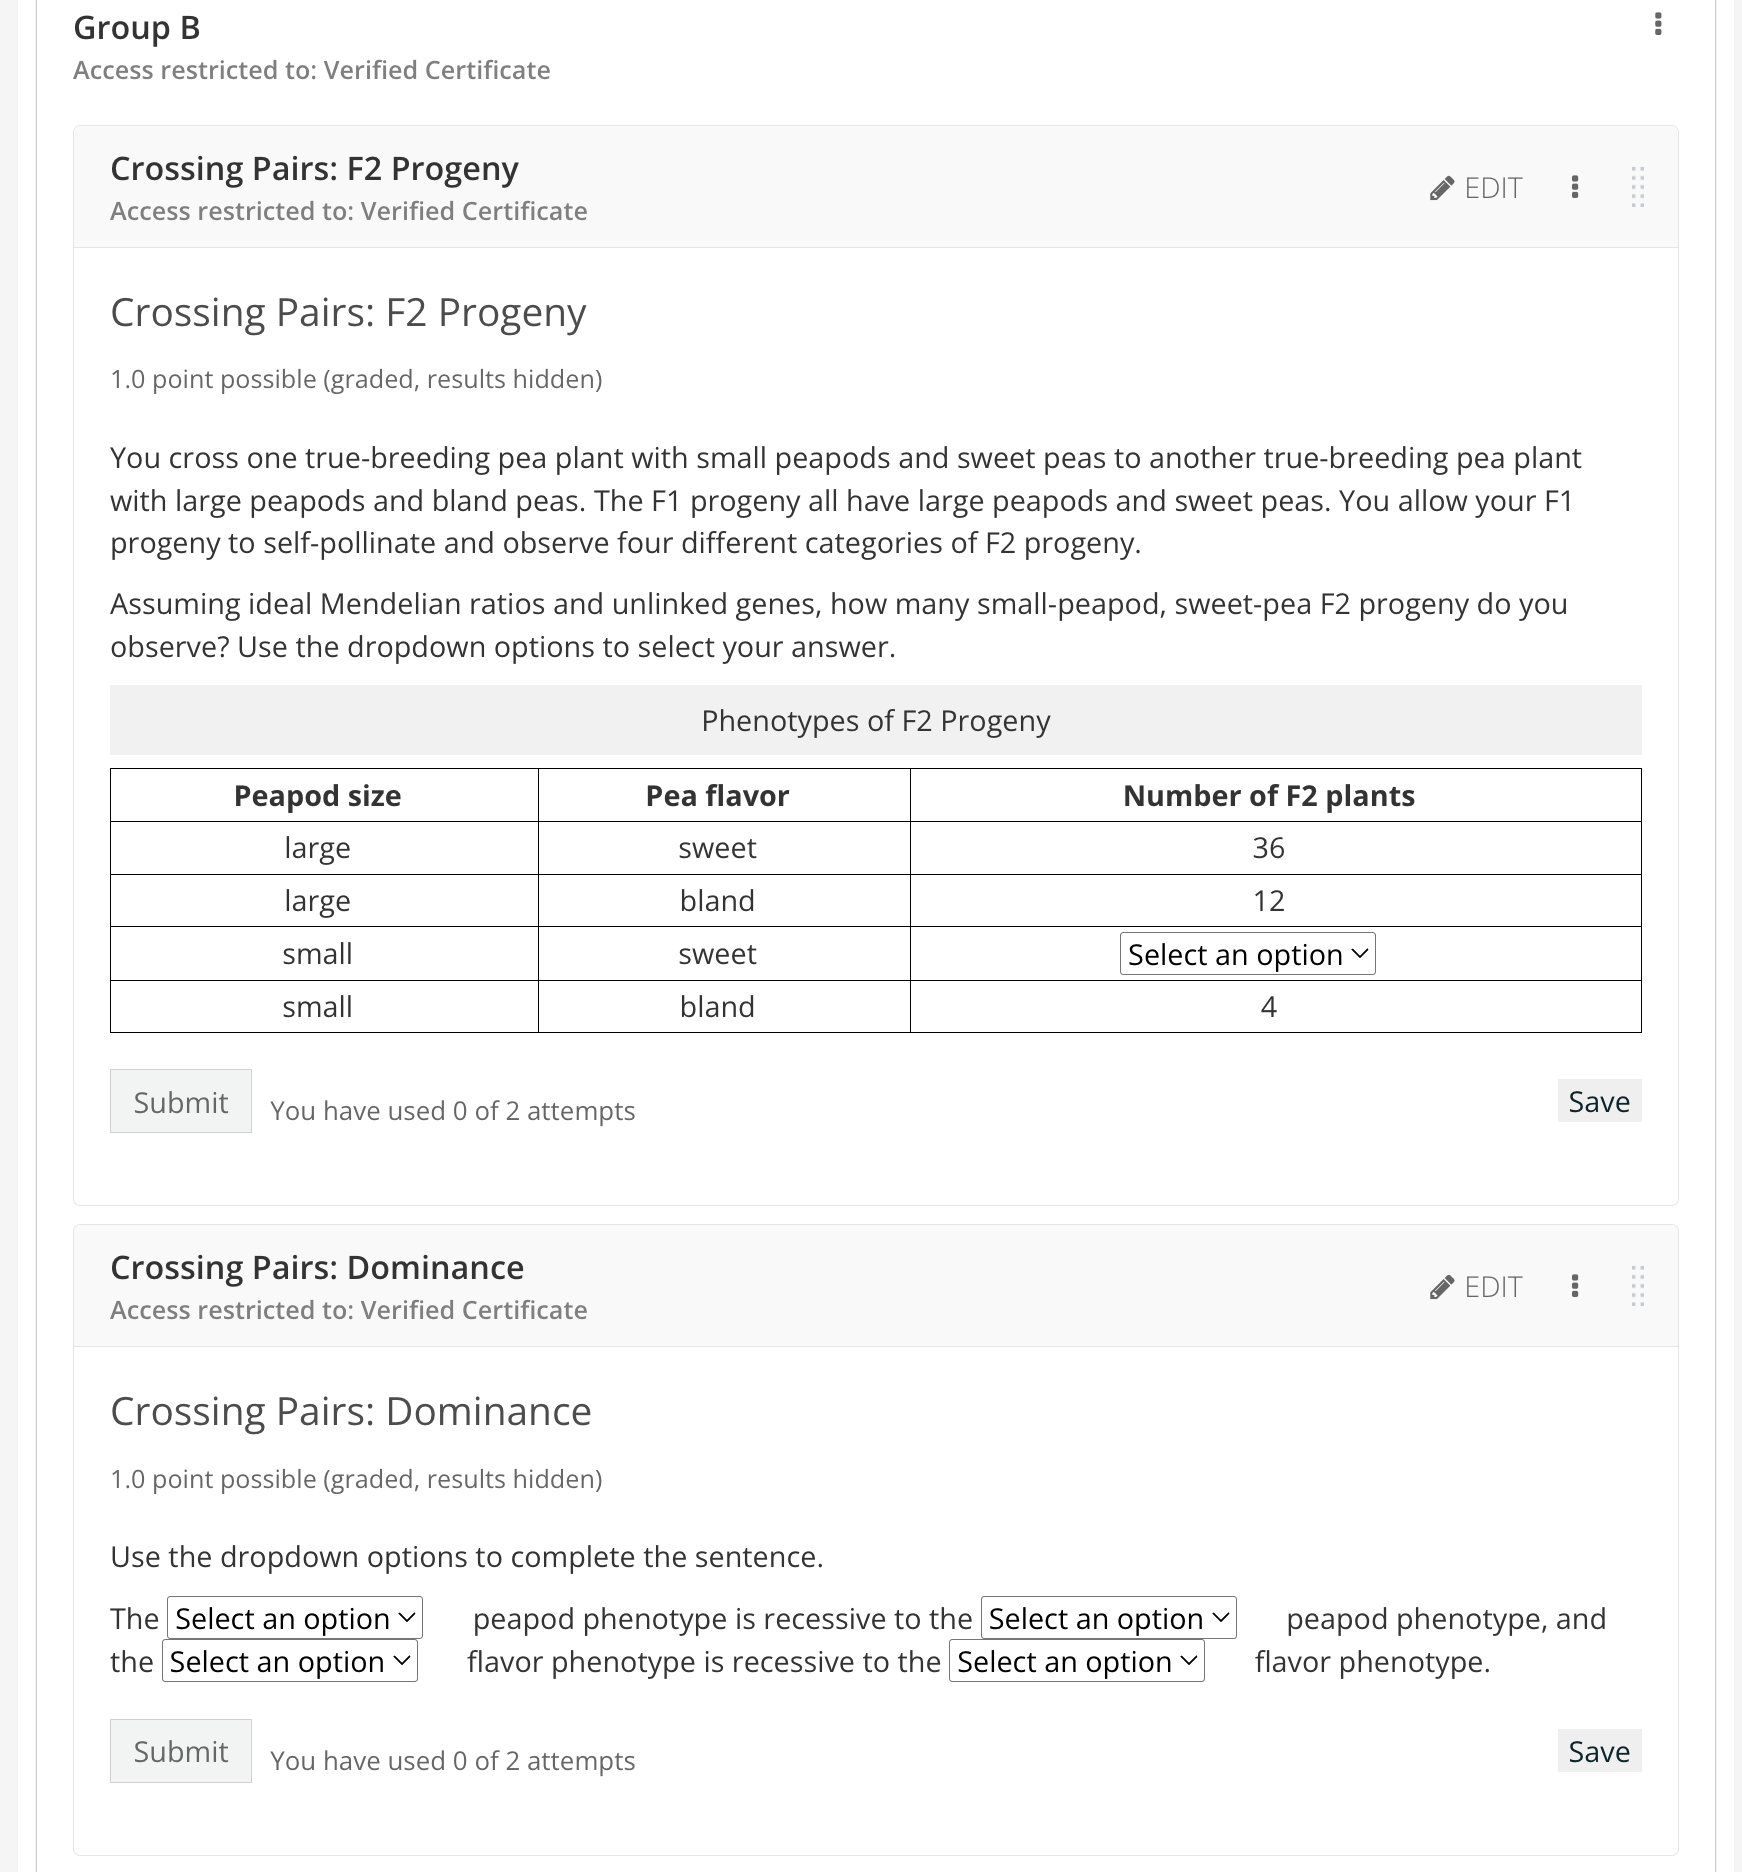 Group B
Access restricted to: Verified Certificate
Crossing Pairs: F2 Progeny
Access restricted to: Verified Certificate
EDIT
Crossing Pairs: F2 Progeny
1.0 point possible (graded, results hidden)
You cross one true-breeding pea plant with small peapods and sweet peas to another true-breeding pea plant
with large peapods and bland peas. The F1 progeny all have large peapods and sweet peas. You allow your F1
progeny to self-pollinate and observe four different categories of F2 progeny.
Assuming ideal Mendelian ratios and unlinked genes, how many small-peapod, sweet-pea F2 progeny do you
observe? Use the dropdown options to select your answer.
Phenotypes of F2 Progeny
Peapod size Pea flavor Number of F2 plants
large sweet 36
large bland 12
small sweet Select an option
small bland 4
Submit You have used 0 of 2 attempts Save
Crossing Pairs: Dominance
Access restricted to: Verified Certificate
EDIT
Crossing Pairs: Dominance
1.0 point possible (graded, results hidden)
Use the dropdown options to complete the sentence.
The Select an option peapod phenotype is recessive to the Select an option peapod phenotype, and
the Select an option flavor phenotype is recessive to the Select an option flavor phenotype.
Submit You have used 0 of 2 attempts Save